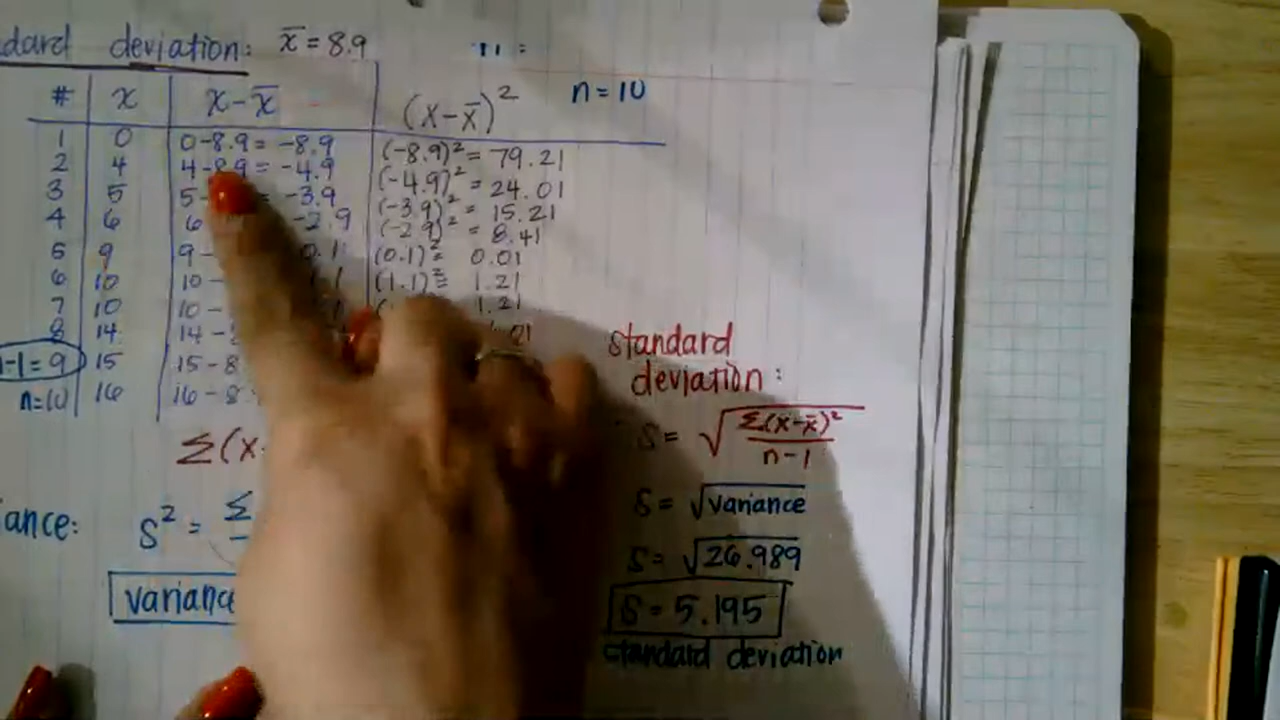 deviation: x̄ = 8.9
n = 10
# x x-x̄ (x-x̄)²
1 0 0-8.9 = -8.9 (-8.9)² = 79.21
2 4 4-8.9 = -4.9 (-4.9)² = 24.01
3 5 5- = -3.9 (-3.9)² = 15.21
4 6 6 -2.9 (-2.9)² = 8.41
5 9 9- 0.1 (0.1)² = 0.01
6 10 10- (1.1)² = 1.21
7 10 10- 1.21
8 14 14- 01
n-1 = 9 15 15-8
n=10 16 16-8
Σ(x-
S² = Σ
standard
deviation:
S = √Σ(x-x̄)²/n-1
S = √variance
S = √26.989
S = 5.195
standard deviation